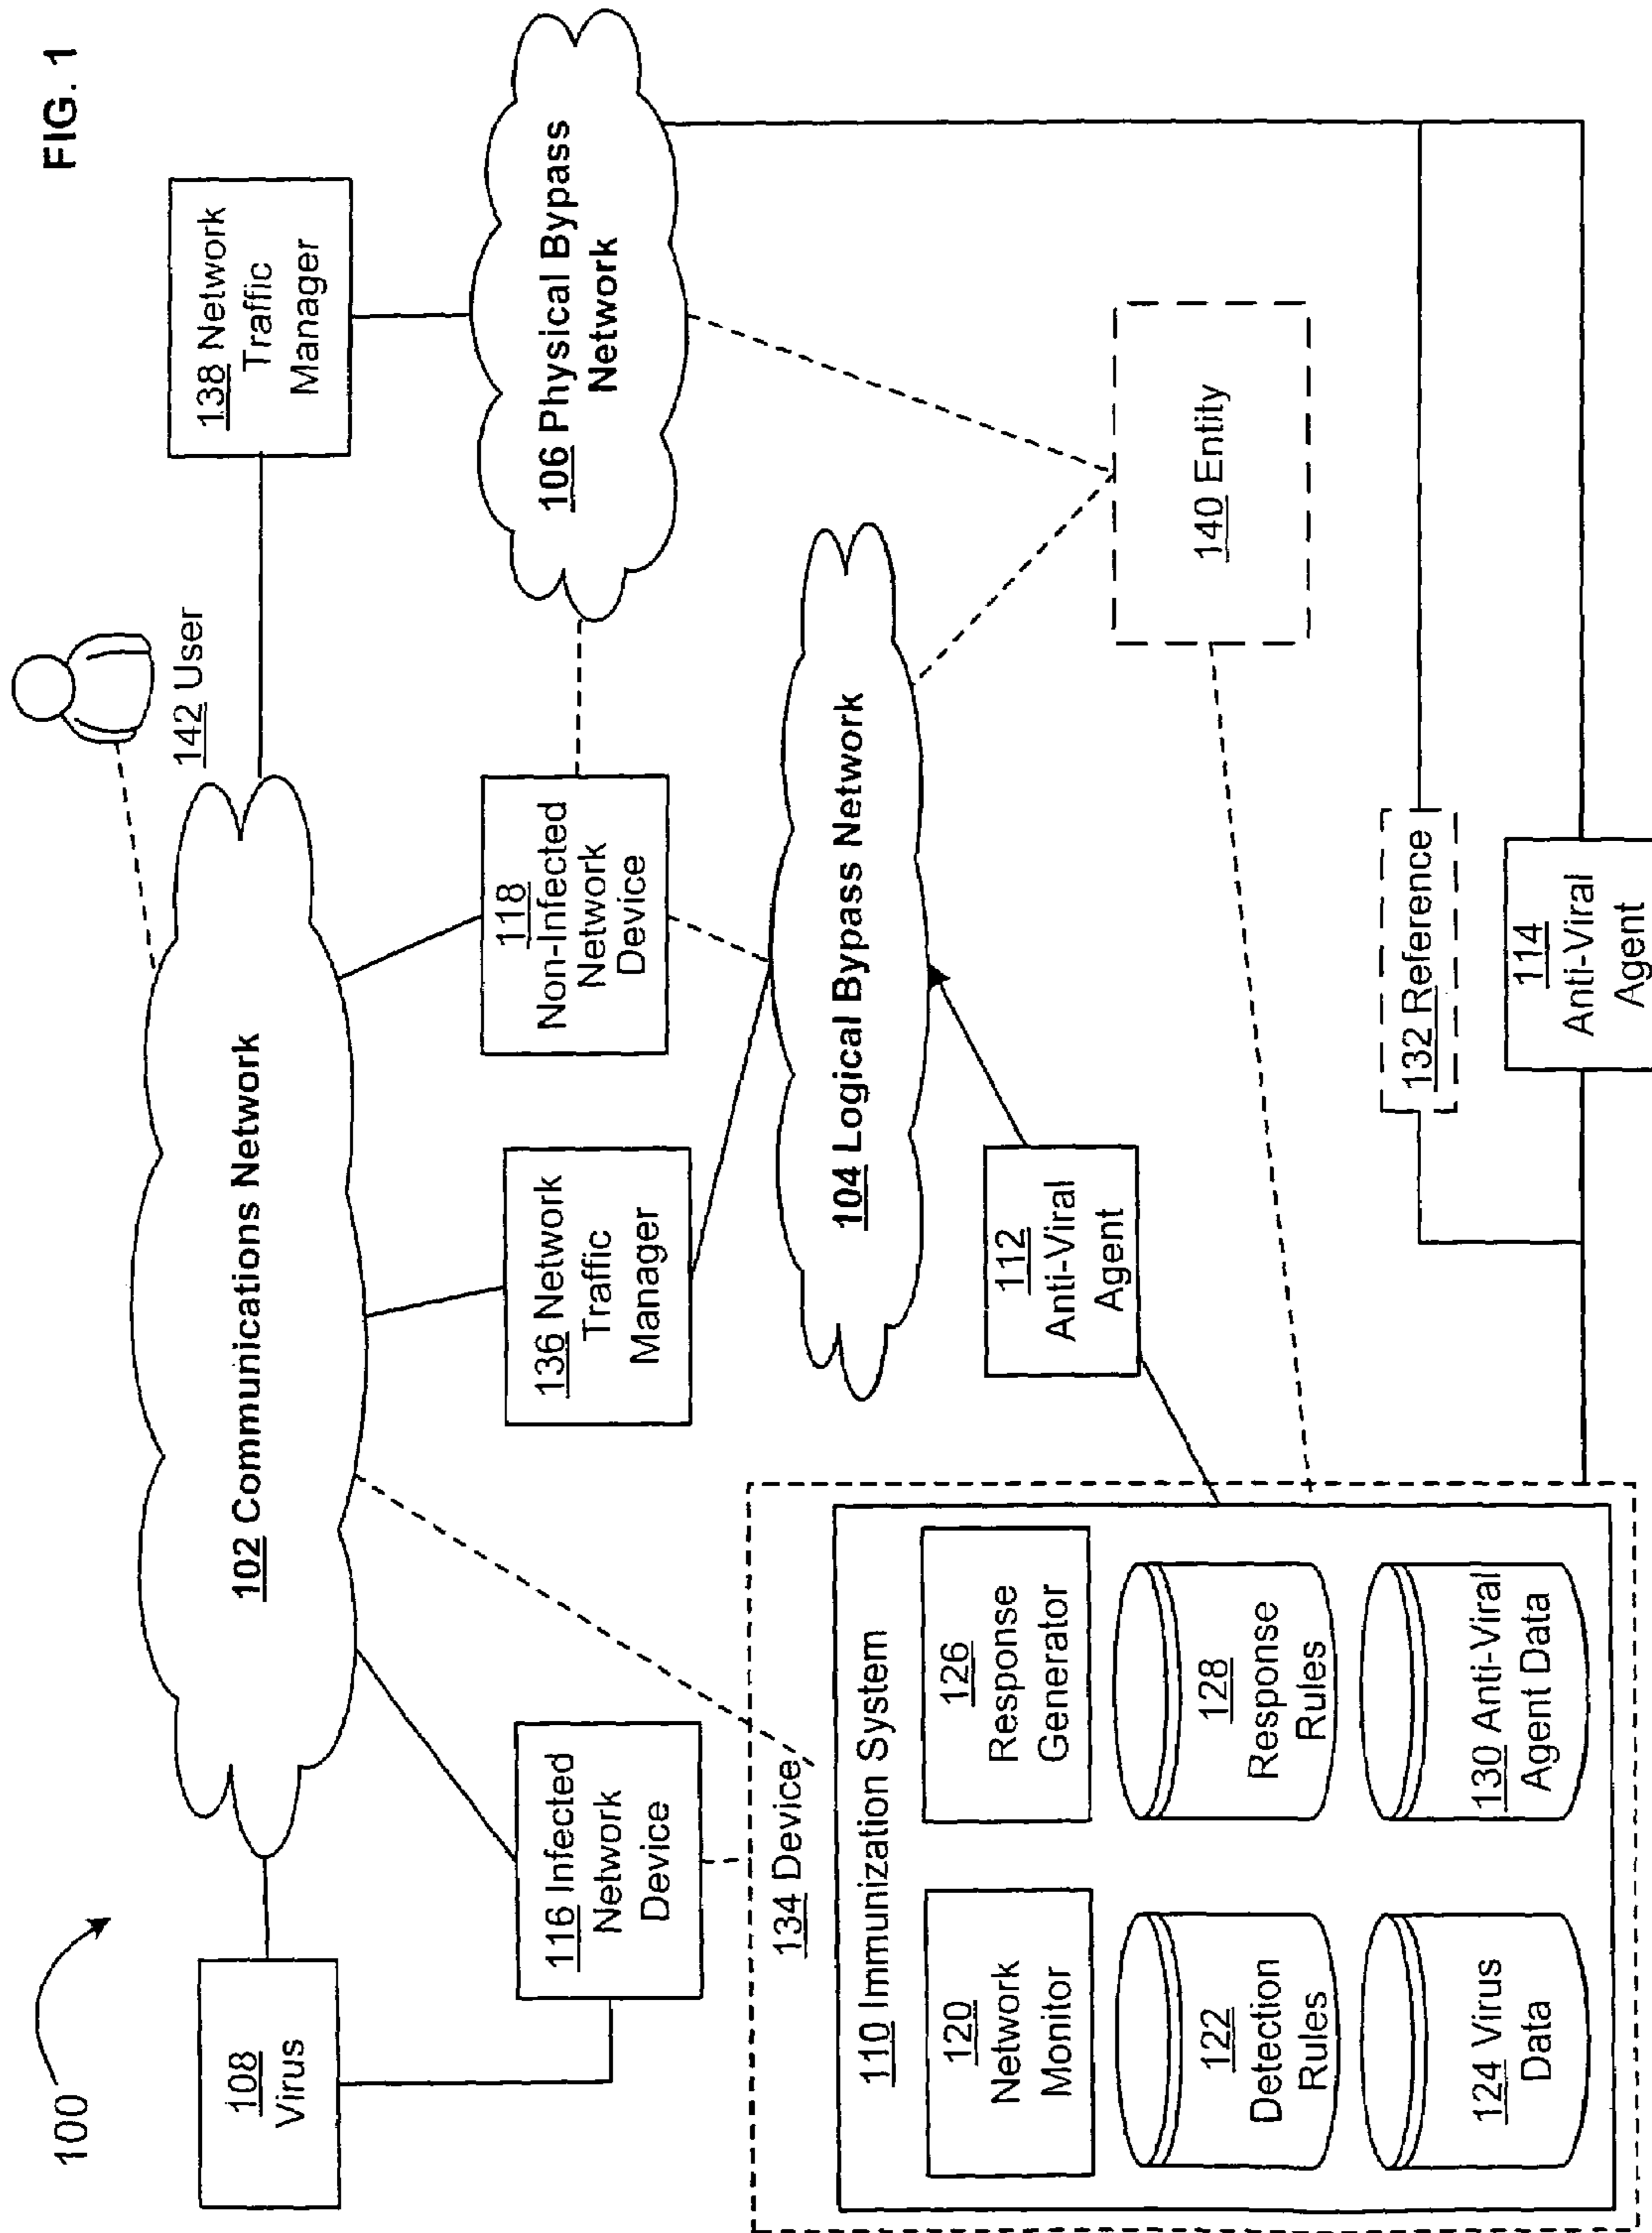 FIG. 1
100
142 User
108
Virus
102 Communications Network
138 Network
Traffic
Manager
116 Infected
Network
Device
136 Network
Traffic
Manager
118
Non-Infected
Network
Device
106 Physical Bypass
Network
134 Device
104 Logical Bypass Network
110 Immunization System
120
Network
Monitor
126
Response
Generator
112
Anti-Viral
Agent
140 Entity
122
Detection
Rules
128
Response
Rules
124 Virus
Data
130 Anti-Viral
Agent Data
132 Reference
114
Anti-Viral
Agent